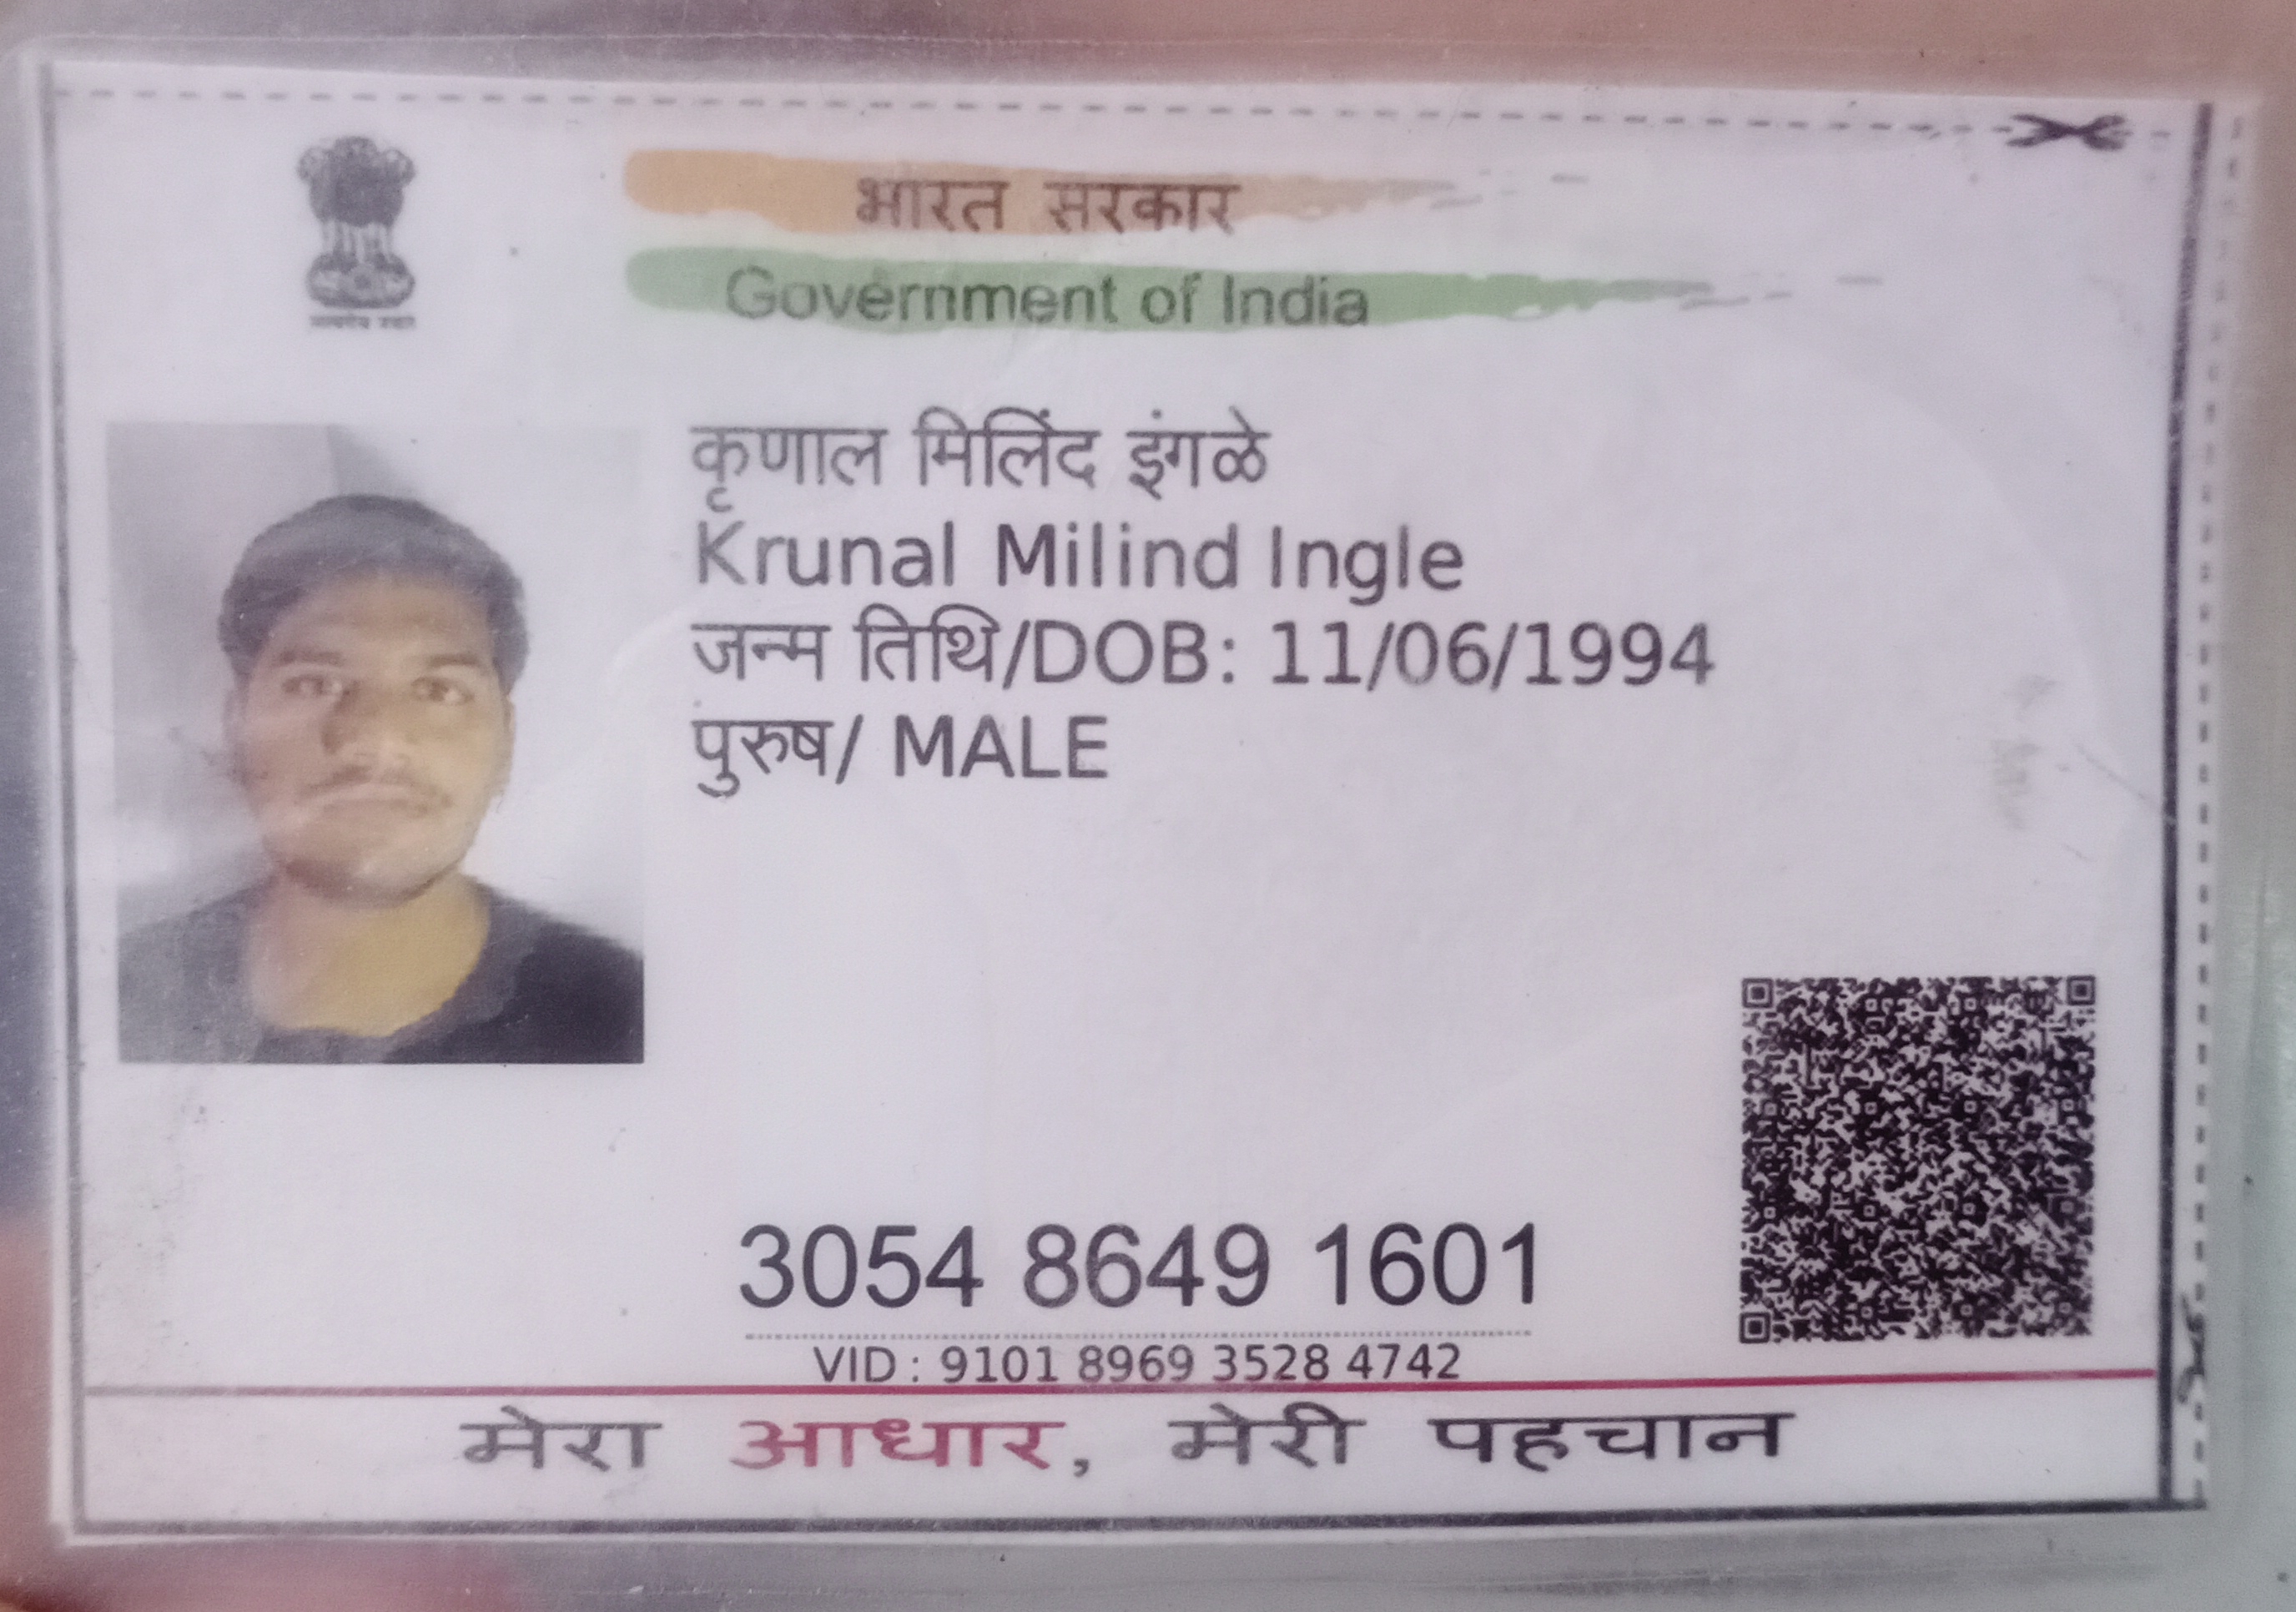 भारत सरकार
Government of India
कृणाल मिलिंद इंगळे
Krunal Milind Ingle
जन्म तिथि/DOB: 11/06/1994
पुरुष/ MALE
3054 8649 1601
VID : 9101 8969 3528 4742
मेरा आधार, मेरी पहचान